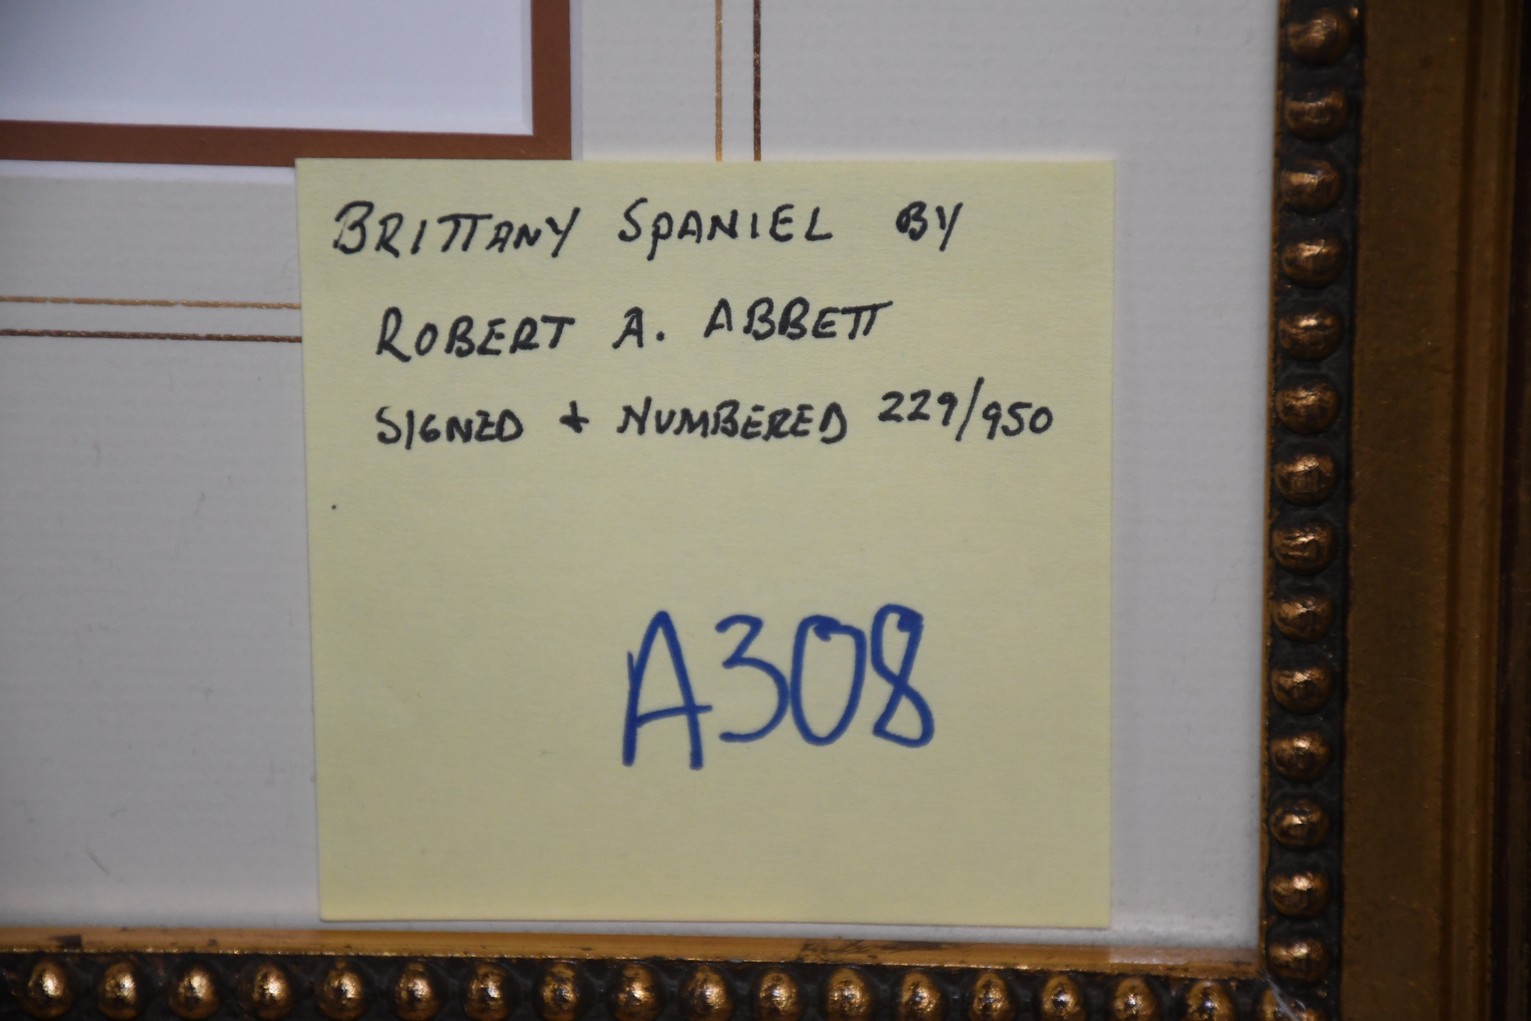 BRITTANY SPANIEL BY
ROBERT A. ABBETT
SIGNED + NUMBERED 229/950
A308